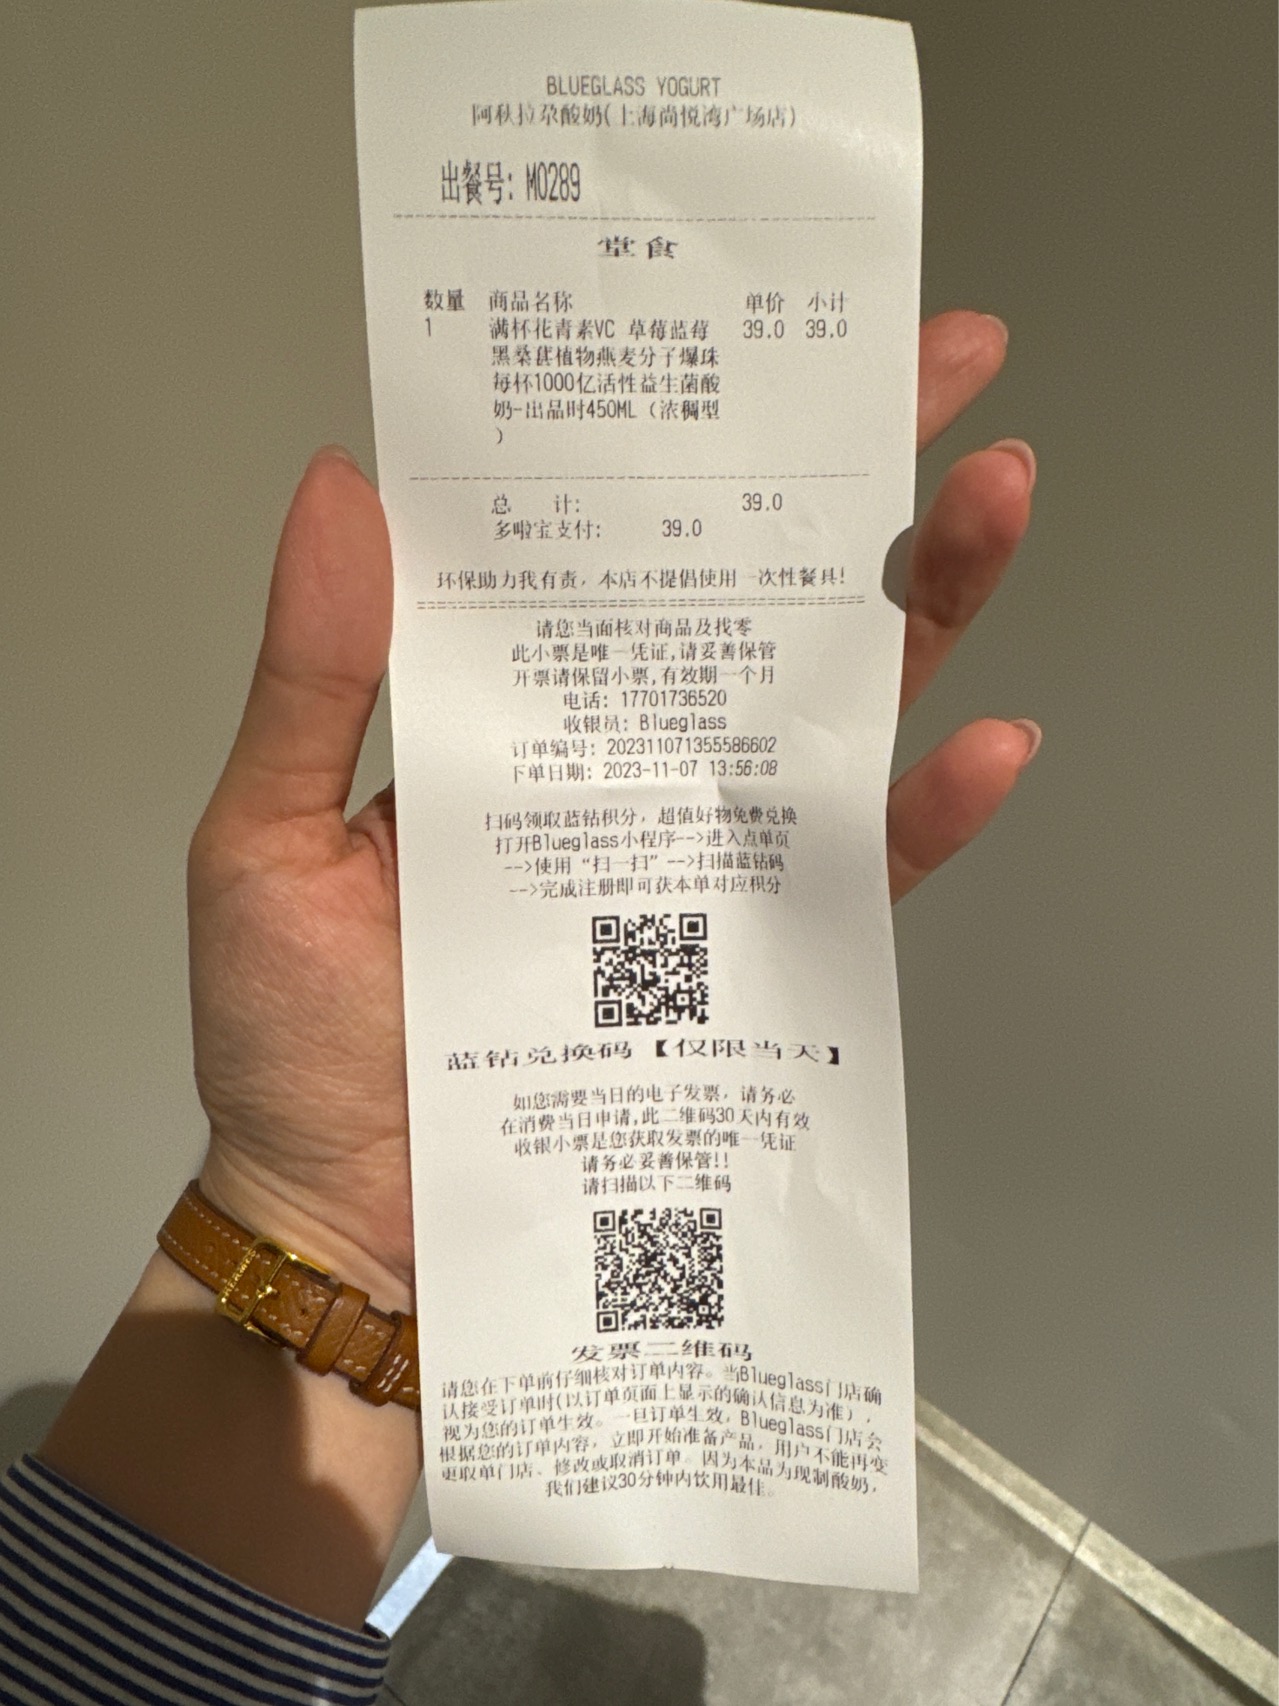 BLUEGLASS YOGURT
阿秋拉尕酸奶(上海尚悦湾广场店)
出餐号: M0289
堂食
数量 商品名称 单价 小计
1 满杯花青素VC 草莓蓝莓 39.0 39.0
黑桑葚植物燕麦分子爆珠
每杯1000亿活性益生菌酸
奶-出品时450ML（浓稠型
）
总 计: 39.0
多啦宝支付: 39.0
环保助力我有责，本店不提倡使用一次性餐具!
请您当面核对商品及找零
此小票是唯一凭证,请妥善保管
开票请保留小票,有效期一个月
电话: 17701736520
收银员: Blueglass
订单编号: 202311071355586602
下单日期: 2023-11-07 13:56:08
扫码领取蓝钻积分，超值好物免费兑换
打开Blueglass小程序-->进入点单页
-->使用“扫一扫”-->扫描蓝钻码
-->完成注册即可获本单对应积分
蓝钻兑换码【仅限当天】
如您需要当日的电子发票，请务必
在消费当日申请,此二维码30天内有效
收银小票是您获取发票的唯一凭证
请务必妥善保管!!
请扫描以下二维码
发票二维码
请您在下单前仔细核对订单内容。当Blueglass门店确
认接受订单时(以订单页面上显示的确认信息为准)，
视为您的订单生效。一旦订单生效，Blueglass门店会
根据您的订单内容，立即开始准备产品，用户不能再变
更取单门店、修改或取消订单。因为本品为现制酸奶，
我们建议30分钟内饮用最佳。